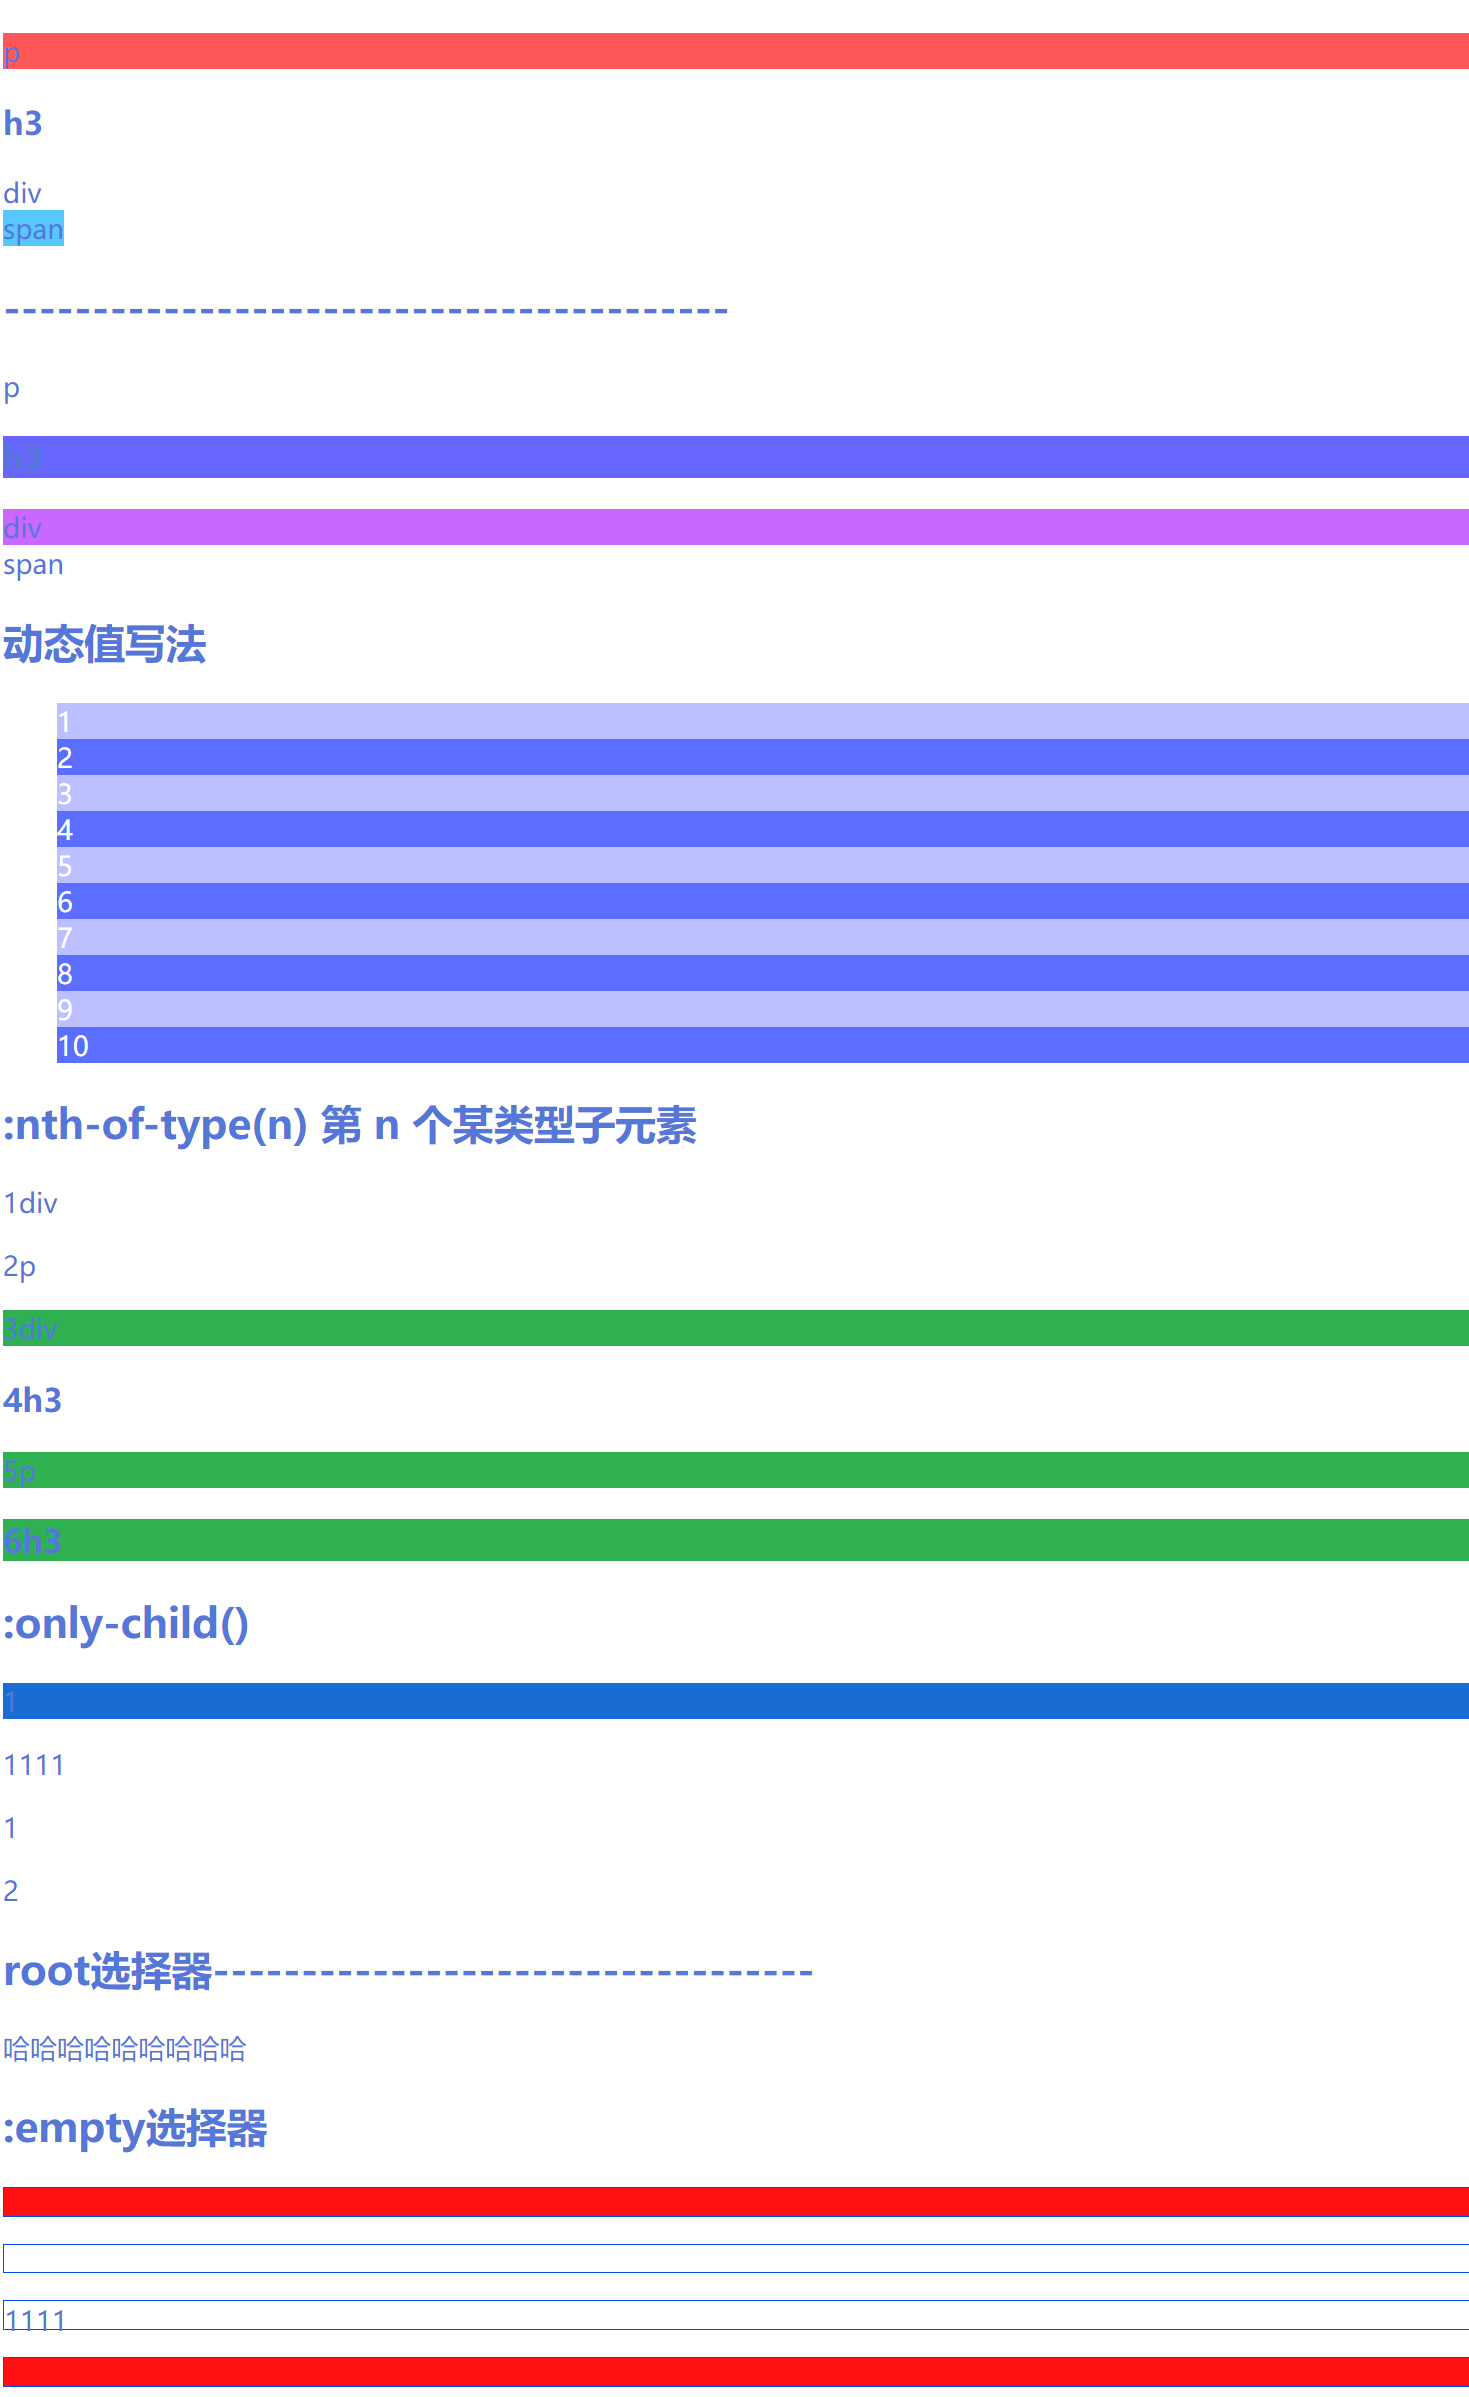 p
h3
div
span
-----------------------------------------
p
h3
div
span
动态值写法
1
2
3
4
5
6
7
8
9
10
:nth-of-type(n) 第 n 个某类型子元素
1div
2p
3div
4h3
5p
6h3
:only-child()
1
1111
1
2
root选择器----------------------------------
哈哈哈哈哈哈哈哈哈
:empty选择器
1111